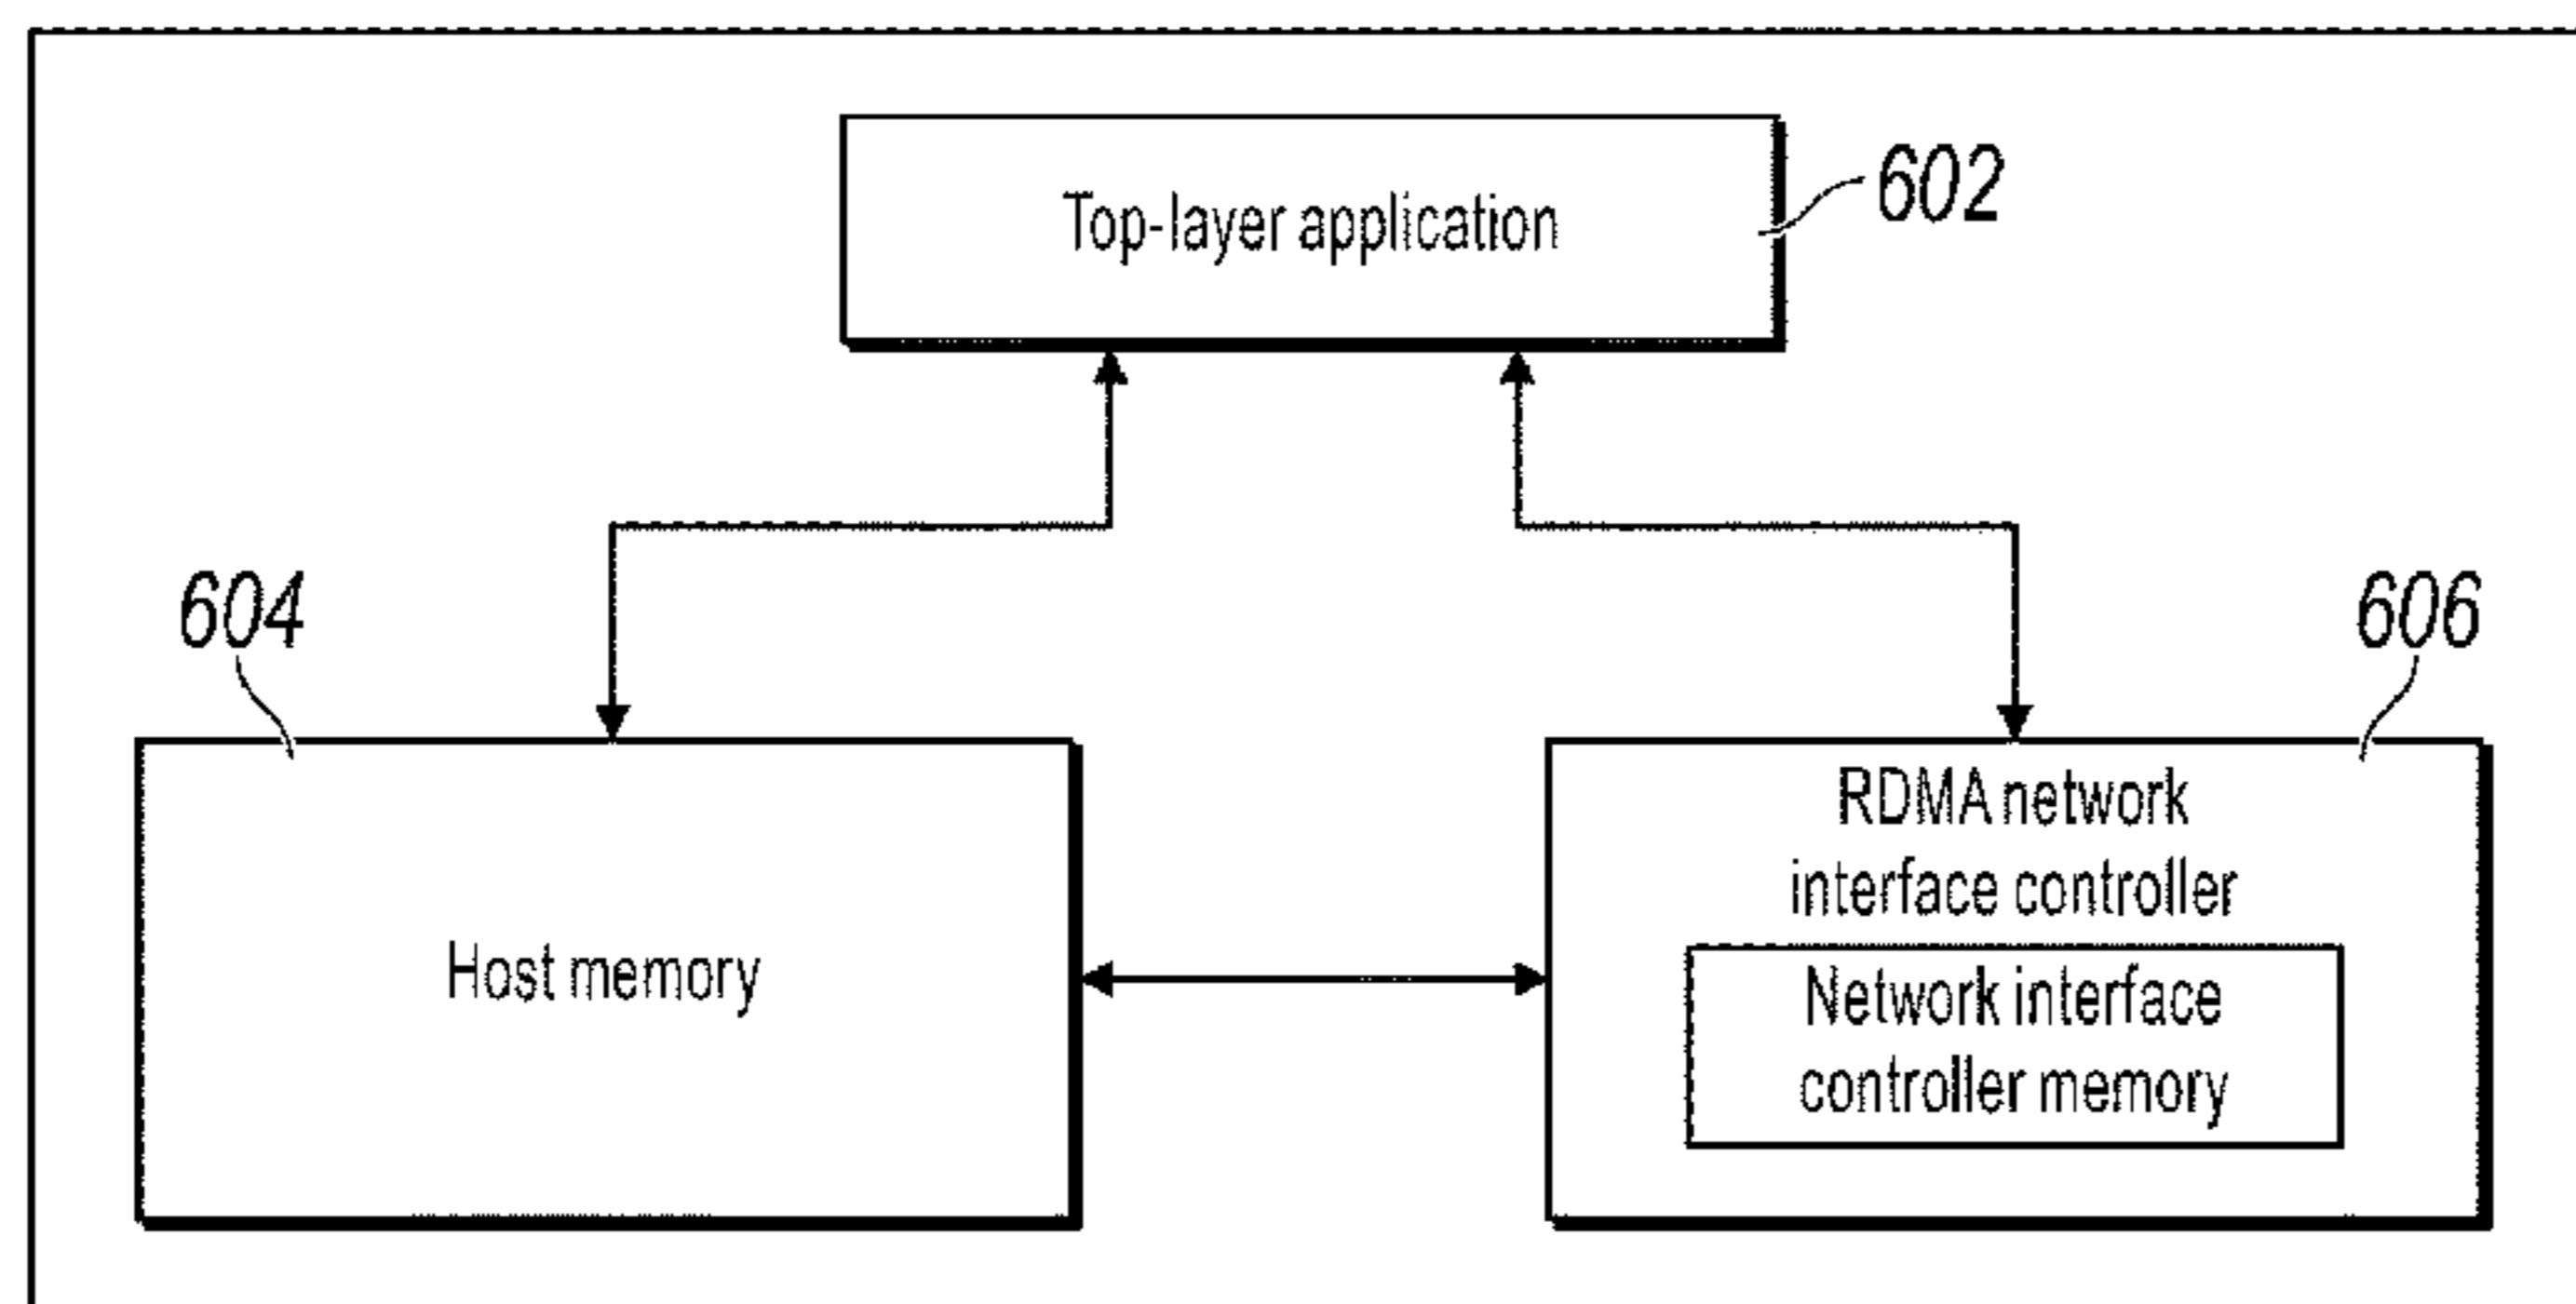 Top-layer application
602
604
606
Host memory
RDMA network
interface controller
Network interface
controller memory